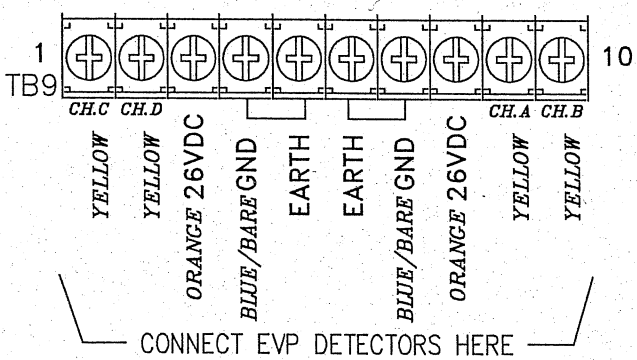 1 10
TB9
CH.C CH.D CH.A CH.B
YELLOW
YELLOW
ORANGE 26VDC
BLUE/BARE GND
EARTH
EARTH
BLUE/BARE GND
ORANGE 26VDC
YELLOW
YELLOW
CONNECT EVP DETECTORS HERE